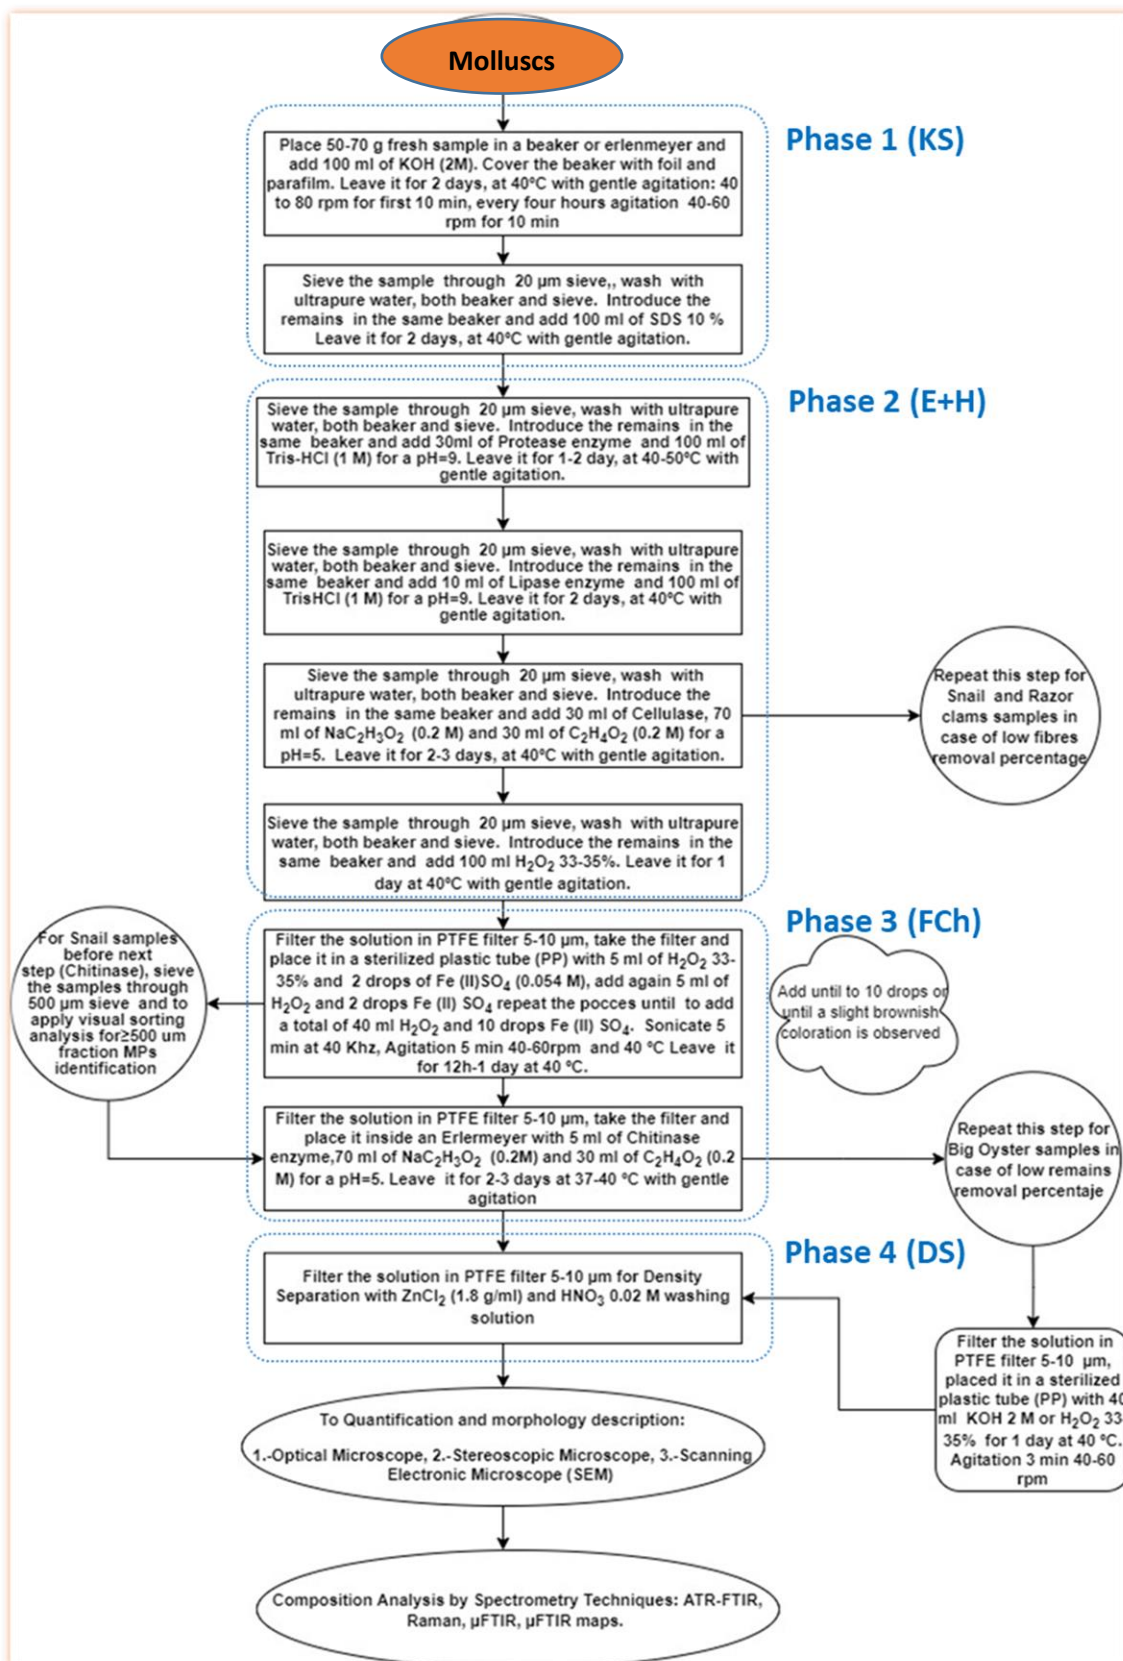 Molluscs
Phase 1 (KS)
Place 50-70 g fresh sample in a beaker or erlenmeyer and
add 100 ml of KOH (2M). Cover the beaker with foil and
parafilm. Leave it for 2 days, at 40ºC with gentle agitation: 40
to 80 rpm for first 10 min, every four hours agitation 40-60
rpm for 10 min
Sieve the sample through 20 µm sieve,, wash with
ultrapure water, both beaker and sieve. Introduce the
remains in the same beaker and add 100 ml of SDS 10 %
Leave it for 2 days, at 40ºC with gentle agitation.
Phase 2 (E+H)
Sieve the sample through 20 µm sieve, wash with ultrapure
water, both beaker and sieve. Introduce the remains in the
same beaker and add 30ml of Protease enzyme and 100 ml of
Tris-HCl (1 M) for a pH=9. Leave it for 1-2 day, at 40-50ºC with
gentle agitation.
Sieve the sample through 20 µm sieve, wash with ultrapure
water, both beaker and sieve. Introduce the remains in the
same beaker and add 10 ml of Lipase enzyme and 100 ml of
TrisHCl (1 M) for a pH=9. Leave it for 2 days, at 40ºC with
gentle agitation.
Sieve the sample through 20 µm sieve, wash with
ultrapure water, both beaker and sieve. Introduce the
remains in the same beaker and add 30 ml of Cellulase, 70
ml of NaC₂H₃O₂ (0.2 M) and 30 ml of C₂H₄O₂ (0.2 M) for a
pH=5. Leave it for 2-3 days, at 40ºC with gentle agitation.
Repeat this step for
Snail and Razor
clams samples in
case of low fibres
removal percentage
Sieve the sample through 20 µm sieve, wash with ultrapure
water, both beaker and sieve. Introduce the remains in the
same beaker and add 100 ml H₂O₂ 33-35%. Leave it for 1
day at 40ºC with gentle agitation.
Phase 3 (FCh)
Filter the solution in PTFE filter 5-10 µm, take the filter and
place it in a sterilized plastic tube (PP) with 5 ml of H₂O₂ 33-
35% and 2 drops of Fe (II)SO₄ (0.054 M), add again 5 ml of
H₂O₂ and 2 drops Fe (II) SO₄ repeat the pocces until to add
a total of 40 ml H₂O₂ and 10 drops Fe (II) SO₄. Sonicate 5
min at 40 Khz, Agitation 5 min 40-60rpm and 40 ºC Leave it
for 12h-1 day at 40 ºC.
For Snail samples
before next
step (Chitinase), sieve
the samples through
500 µm sieve and to
apply visual sorting
analysis for≥500 um
fraction MPs
identification
Add until to 10 drops or
until a slight brownish
coloration is observed
Filter the solution in PTFE filter 5-10 µm, take the filter and
place it inside an Erlermeyer with 5 ml of Chitinase
enzyme,70 ml of NaC₂H₃O₂ (0.2M) and 30 ml of C₂H₄O₂ (0.2
M) for a pH=5. Leave it for 2-3 days at 37-40 ºC with gentle
agitation
Repeat this step for
Big Oyster samples in
case of low remains
removal percentaje
Phase 4 (DS)
Filter the solution in PTFE filter 5-10 µm for Density
Separation with ZnCl₂ (1.8 g/ml) and HNO₃ 0.02 M washing
solution
Filter the solution in
PTFE filter 5-10 µm,
placed it in a sterilized
plastic tube (PP) with 40
ml KOH 2 M or H₂O₂ 33-
35% for 1 day at 40 ºC.
Agitation 3 min 40-60
rpm
To Quantification and morphology description:
1.-Optical Microscope, 2.-Stereoscopic Microscope, 3.-Scanning
Electronic Microscope (SEM)
Composition Analysis by Spectrometry Techniques: ATR-FTIR,
Raman, µFTIR, µFTIR maps.